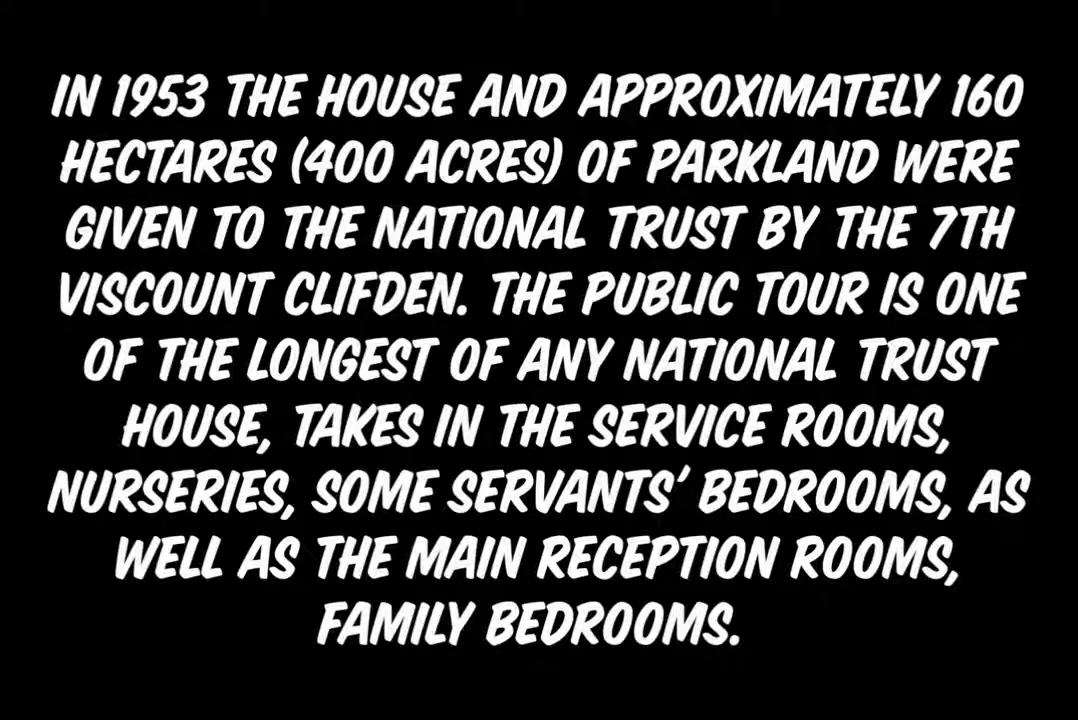 IN 1953 THE HOUSE AND APPROXIMATELY 160
HECTARES (400 ACRES) OF PARKLAND WERE
GIVEN TO THE NATIONAL TRUST BY THE 7TH
VISCOUNT CLIFDEN. THE PUBLIC TOUR IS ONE
OF THE LONGEST OF ANY NATIONAL TRUST
HOUSE, TAKES IN THE SERVICE ROOMS,
NURSERIES, SOME SERVANTS' BEDROOMS, AS
WELL AS THE MAIN RECEPTION ROOMS,
FAMILY BEDROOMS.